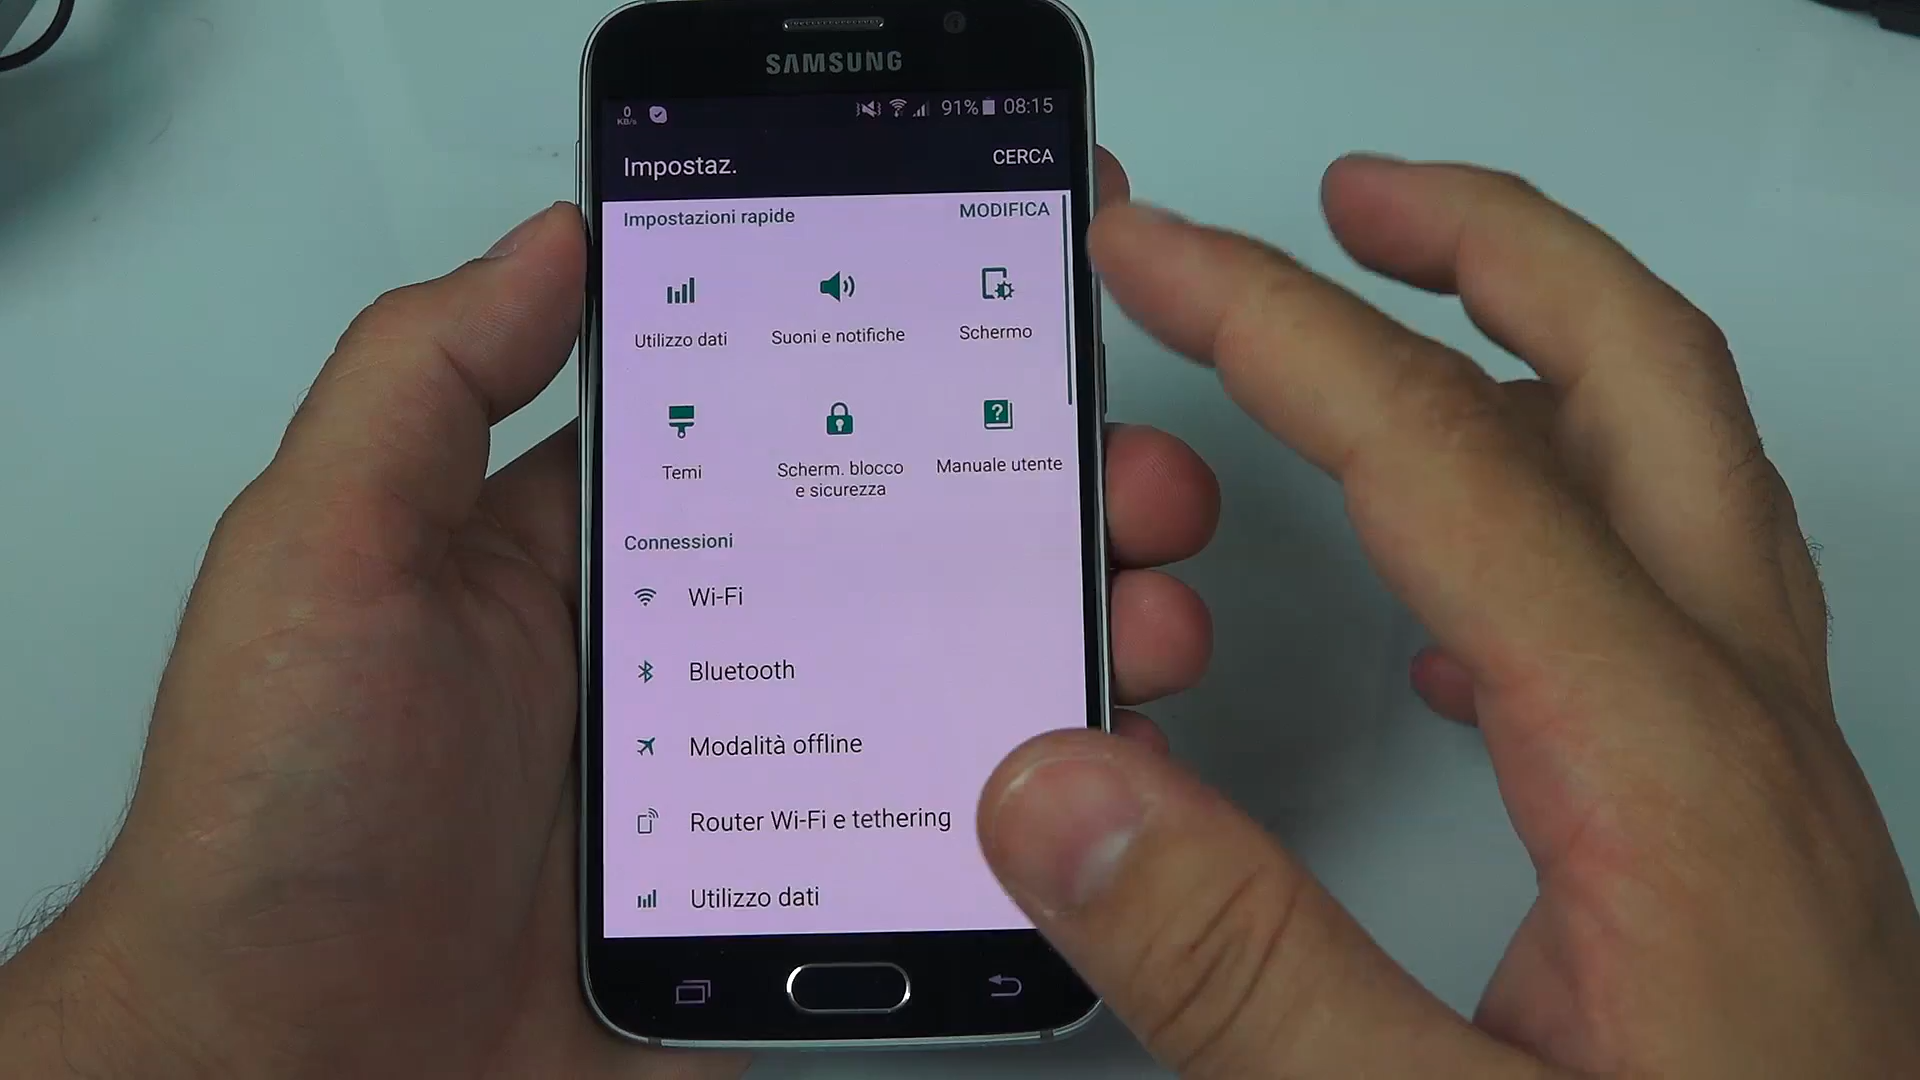 SAMSUNG
0
KB/s
91% 08:15
Impostaz.
CERCA
Impostazioni rapide
MODIFICA
Utilizzo dati
Suoni e notifiche
Schermo
?
Temi
Scherm. blocco
e sicurezza
Manuale utente
Connessioni
Wi-Fi
Bluetooth
Modalità offline
Router Wi-Fi e tethering
Utilizzo dati